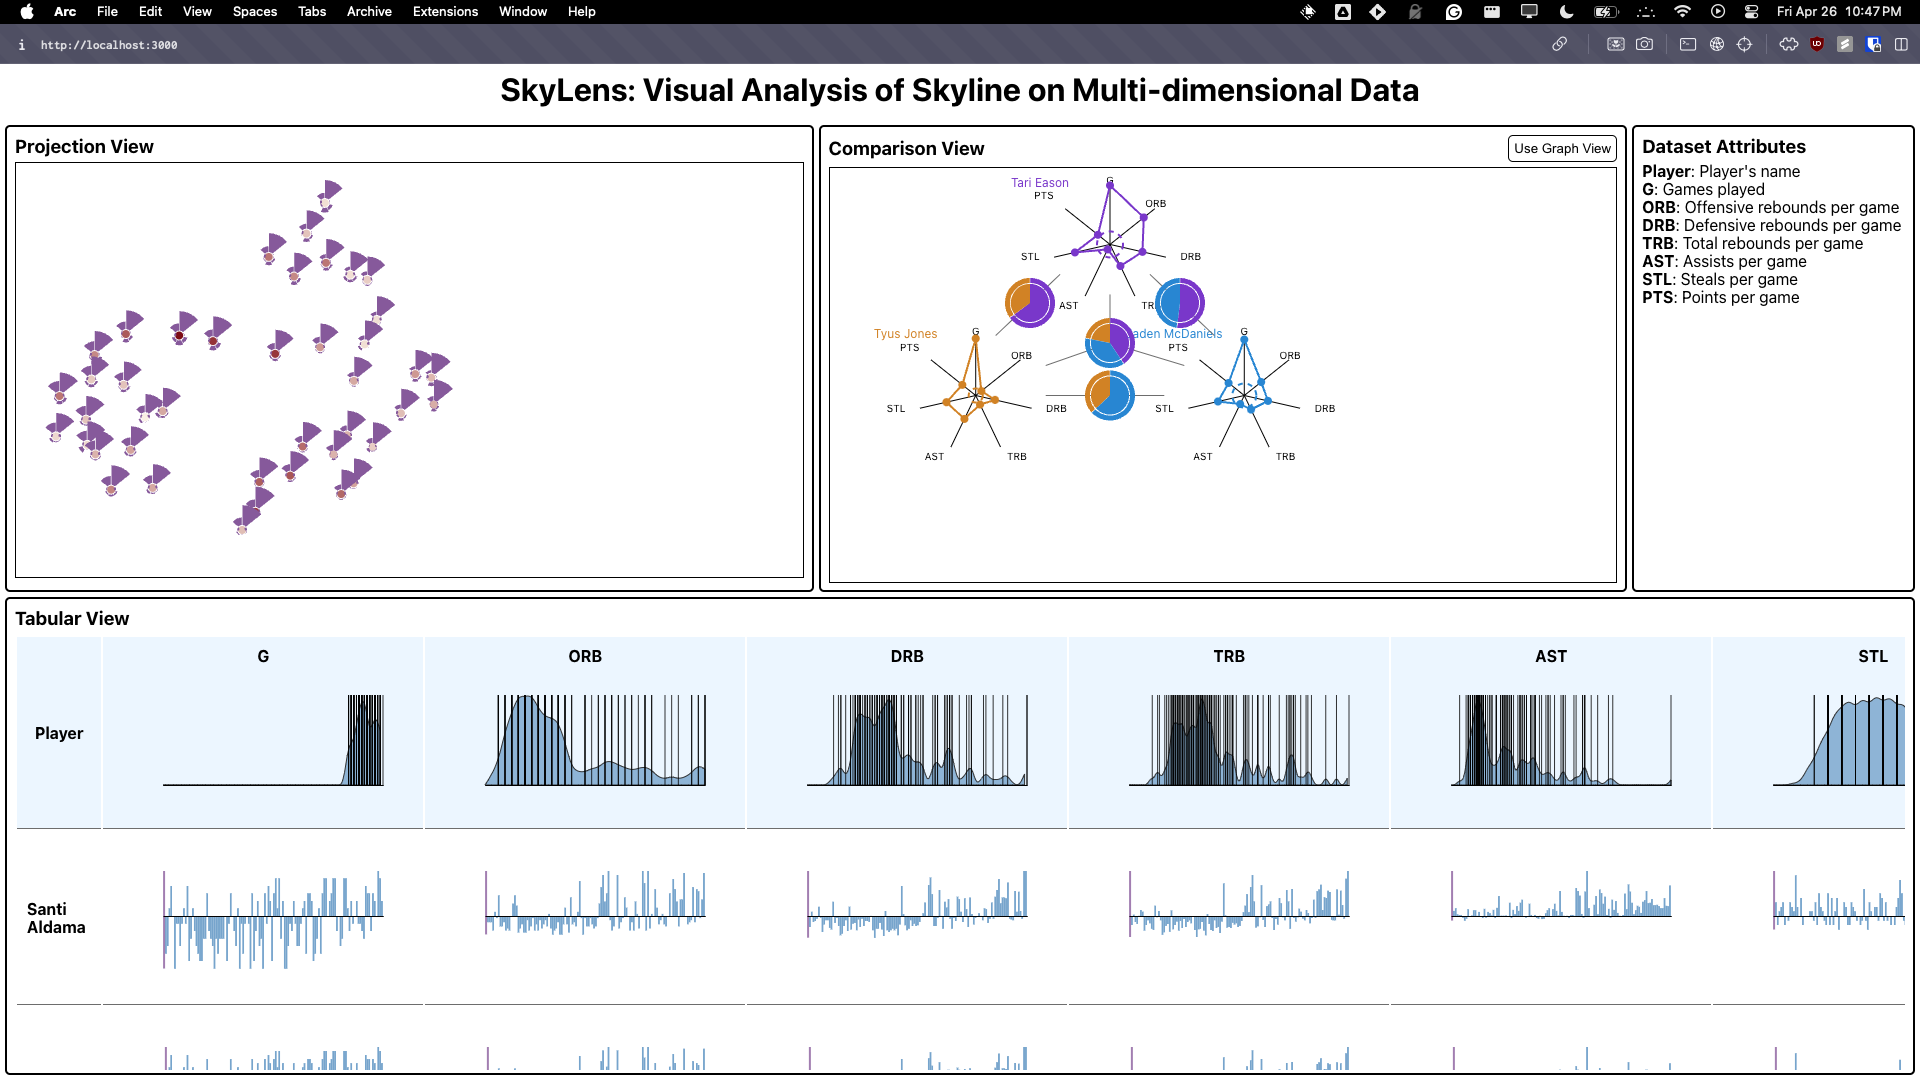 Arc File Edit View Spaces Tabs Archive Extensions Window Help Fri Apr 26 10:47 PM
http://localhost:3000
SkyLens: Visual Analysis of Skyline on Multi-dimensional Data
Projection View
Comparison View
Use Graph View
Tari Eason
G
PTS
ORB
STL
DRB
AST
TR
Tyus Jones
G
PTS
ORB
STL
DRB
AST
TRB
aden McDaniels
G
PTS
ORB
STL
DRB
AST
TRB
Dataset Attributes
Player: Player's name
G: Games played
ORB: Offensive rebounds per game
DRB: Defensive rebounds per game
TRB: Total rebounds per game
AST: Assists per game
STL: Steals per game
PTS: Points per game
Tabular View
G ORB DRB TRB AST STL
Player
Santi
Aldama